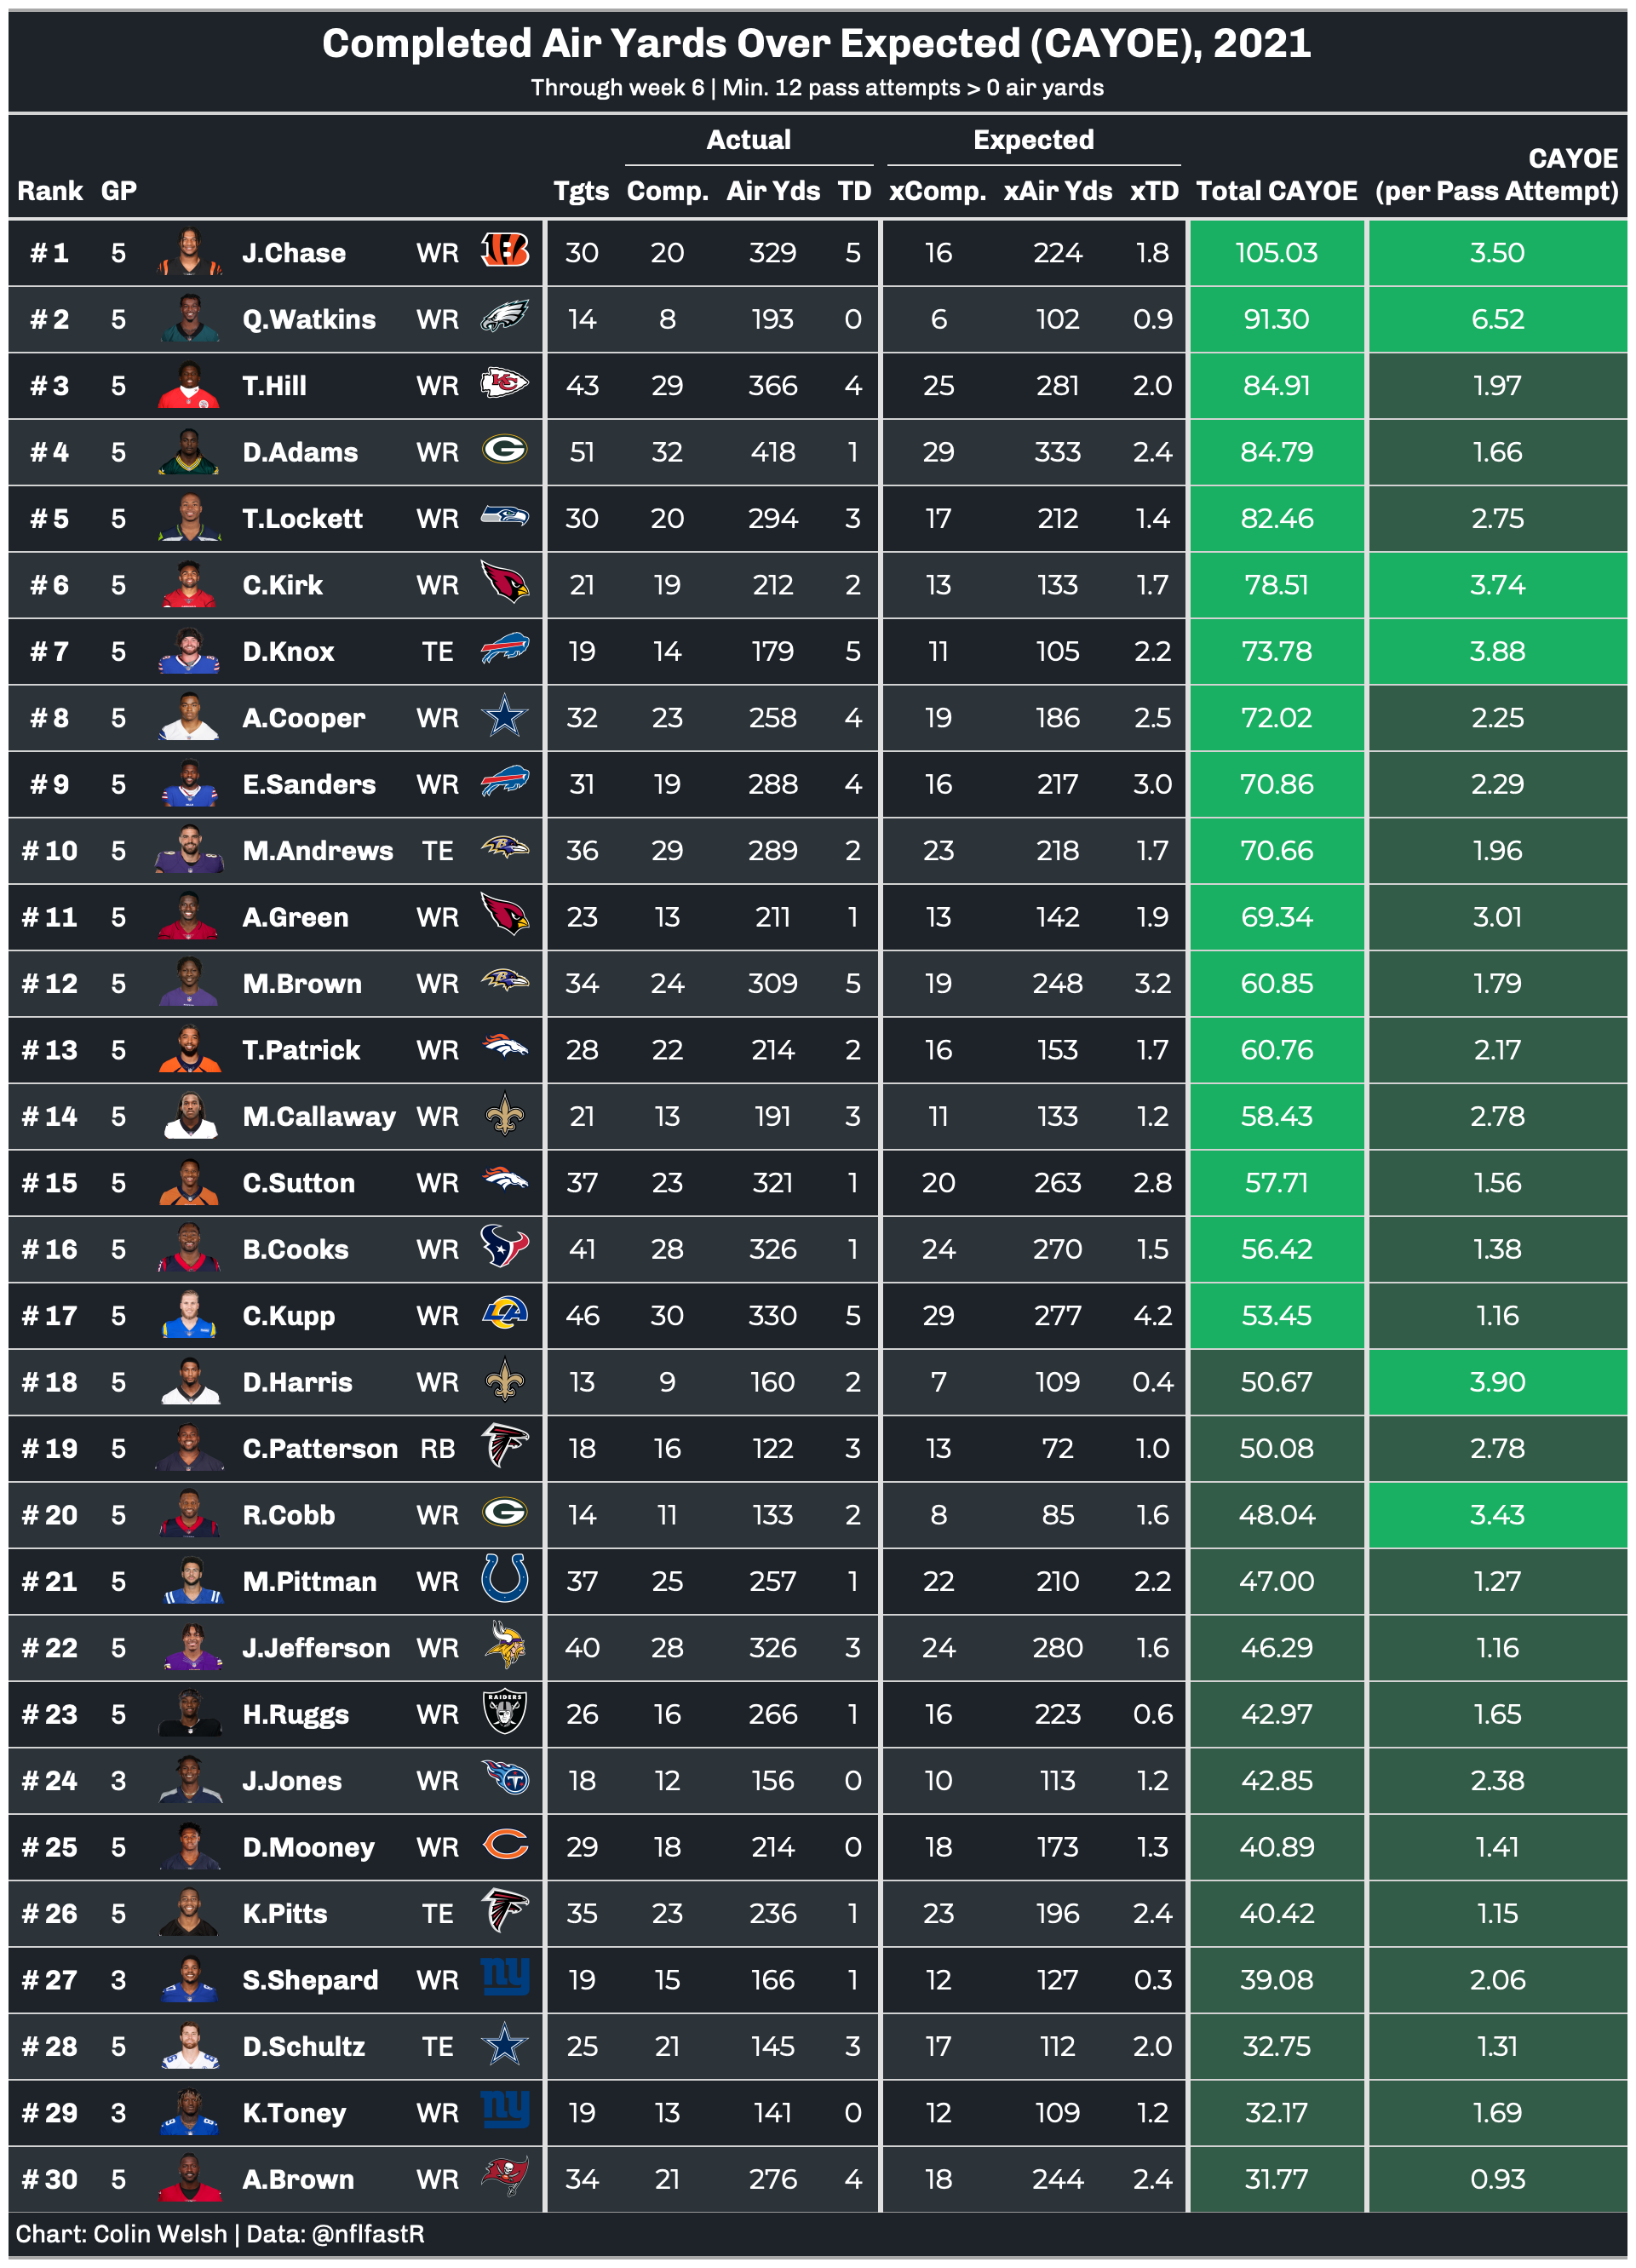 Completed Air Yards Over Expected (CAYOE), 2021
Through week 6 | Min. 12 pass attempts > 0 air yards
Actual Expected
CAYOE
Rank GP Tgts Comp. Air Yds TD xComp. xAir Yds xTD Total CAYOE (per Pass Attempt)
# 1 5 J.Chase WR 30 20 329 5 16 224 1.8 105.03 3.50
# 2 5 Q.Watkins WR 14 8 193 0 6 102 0.9 91.30 6.52
# 3 5 T.Hill WR 43 29 366 4 25 281 2.0 84.91 1.97
# 4 5 D.Adams WR 51 32 418 1 29 333 2.4 84.79 1.66
# 5 5 T.Lockett WR 30 20 294 3 17 212 1.4 82.46 2.75
# 6 5 C.Kirk WR 21 19 212 2 13 133 1.7 78.51 3.74
# 7 5 D.Knox TE 19 14 179 5 11 105 2.2 73.78 3.88
# 8 5 A.Cooper WR 32 23 258 4 19 186 2.5 72.02 2.25
# 9 5 E.Sanders WR 31 19 288 4 16 217 3.0 70.86 2.29
# 10 5 M.Andrews TE 36 29 289 2 23 218 1.7 70.66 1.96
# 11 5 A.Green WR 23 13 211 1 13 142 1.9 69.34 3.01
# 12 5 M.Brown WR 34 24 309 5 19 248 3.2 60.85 1.79
# 13 5 T.Patrick WR 28 22 214 2 16 153 1.7 60.76 2.17
# 14 5 M.Callaway WR 21 13 191 3 11 133 1.2 58.43 2.78
# 15 5 C.Sutton WR 37 23 321 1 20 263 2.8 57.71 1.56
# 16 5 B.Cooks WR 41 28 326 1 24 270 1.5 56.42 1.38
# 17 5 C.Kupp WR 46 30 330 5 29 277 4.2 53.45 1.16
# 18 5 D.Harris WR 13 9 160 2 7 109 0.4 50.67 3.90
# 19 5 C.Patterson RB 18 16 122 3 13 72 1.0 50.08 2.78
# 20 5 R.Cobb WR 14 11 133 2 8 85 1.6 48.04 3.43
# 21 5 M.Pittman WR 37 25 257 1 22 210 2.2 47.00 1.27
# 22 5 J.Jefferson WR 40 28 326 3 24 280 1.6 46.29 1.16
# 23 5 H.Ruggs WR RAIDERS 26 16 266 1 16 223 0.6 42.97 1.65
# 24 3 J.Jones WR 18 12 156 0 10 113 1.2 42.85 2.38
# 25 5 D.Mooney WR 29 18 214 0 18 173 1.3 40.89 1.41
# 26 5 K.Pitts TE 35 23 236 1 23 196 2.4 40.42 1.15
# 27 3 S.Shepard WR ny 19 15 166 1 12 127 0.3 39.08 2.06
# 28 5 D.Schultz TE 25 21 145 3 17 112 2.0 32.75 1.31
# 29 3 K.Toney WR ny 19 13 141 0 12 109 1.2 32.17 1.69
# 30 5 A.Brown WR 34 21 276 4 18 244 2.4 31.77 0.93
Chart: Colin Welsh | Data: @nflfastR